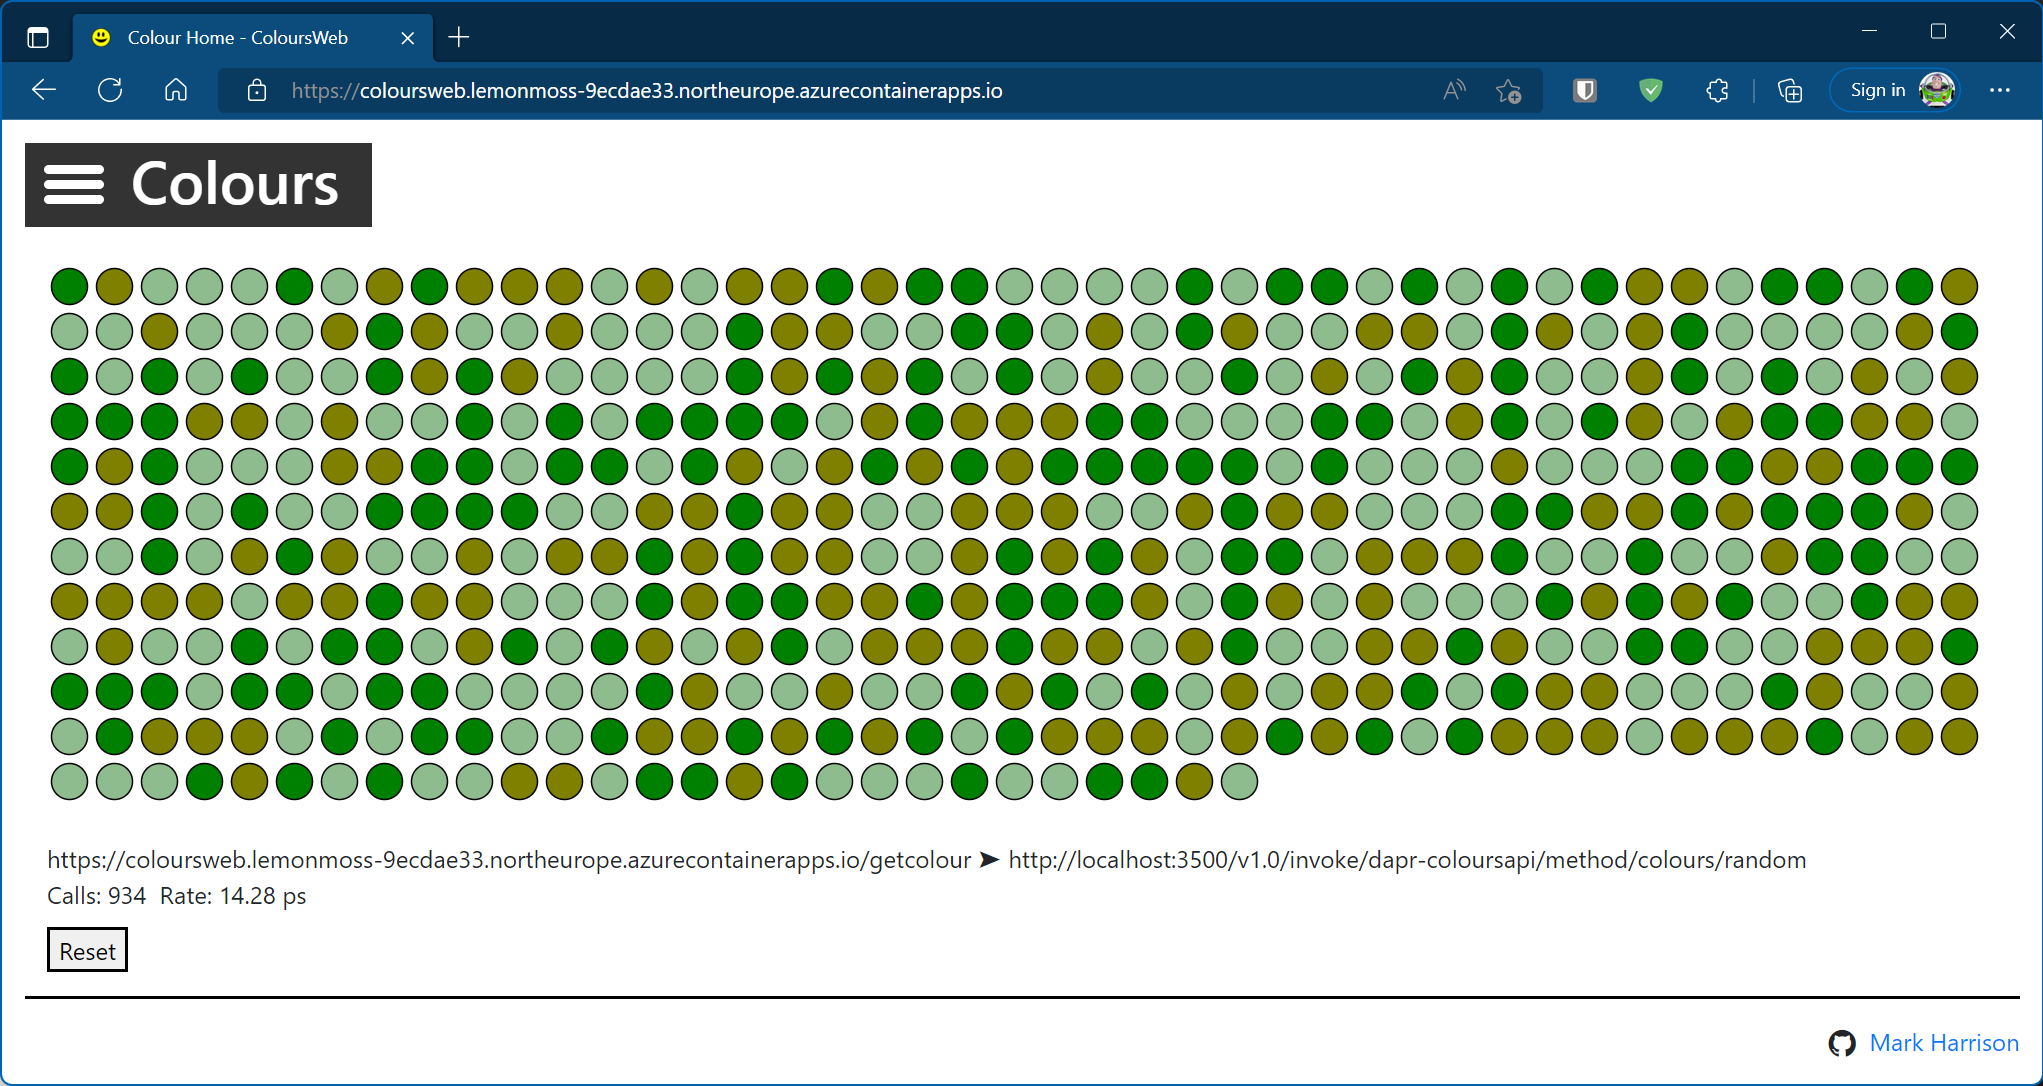 Colour Home - ColoursWeb
https://coloursweb.lemonmoss-9ecdae33.northeurope.azurecontainerapps.io
Sign in
Colours
https://coloursweb.lemonmoss-9ecdae33.northeurope.azurecontainerapps.io/getcolour ➤ http://localhost:3500/v1.0/invoke/dapr-coloursapi/method/colours/random
Calls: 934 Rate: 14.28 ps
Reset
Mark Harrison